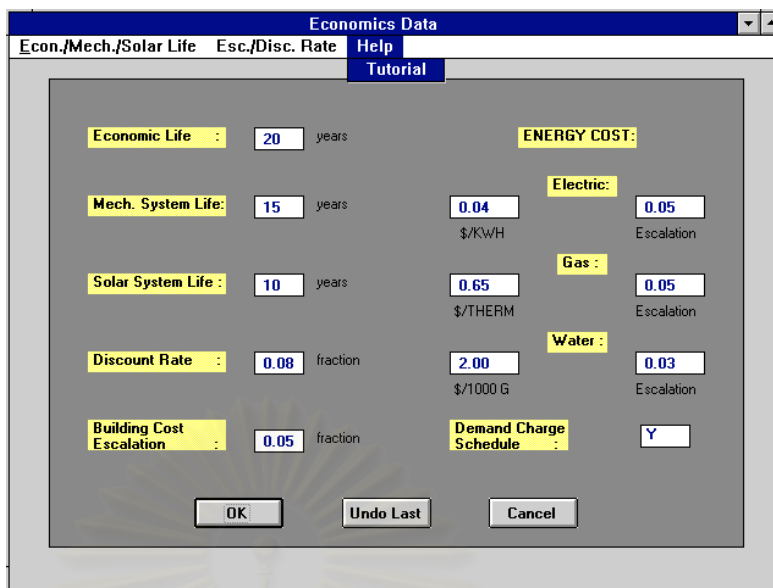 Economics Data
Econ./Mech./Solar Life Esc./Disc. Rate Help
Tutorial
Economic Life : 20 years ENERGY COST:
Electric:
Mech. System Life: 15 years 0.04 0.05
$/KWH Escalation
Gas :
Solar System Life : 10 years 0.65 0.05
$/THERM Escalation
Water :
Discount Rate : 0.08 fraction 2.00 0.03
$/1000 G Escalation
Building Cost
Escalation : 0.05 fraction
Demand Charge
Schedule : Y
OK Undo Last Cancel